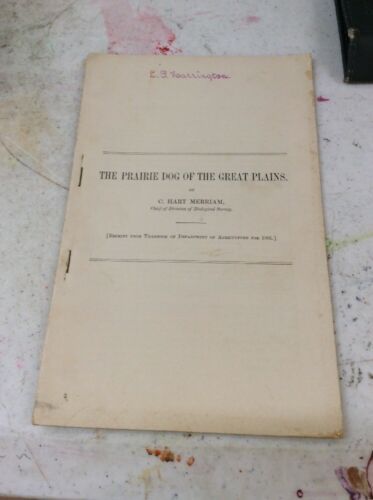 E. F. Harrington
THE PRAIRIE DOG OF THE GREAT PLAINS.
BY
C. HART MERRIAM,
Chief of Division of Biological Survey.
[REPRINT FROM YEARBOOK OF DEPARTMENT OF AGRICULTURE FOR 1901.]